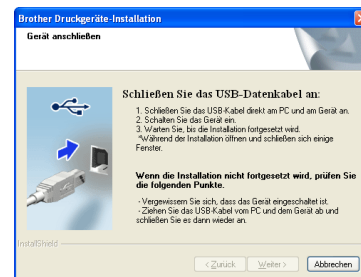 Brother Druckgeräte-Installation
Gerät anschließen
Schließen Sie das USB-Datenkabel an:
1. Schließen Sie das USB-Kabel direkt am PC und am Gerät an.
2. Schalten Sie das Gerät ein.
3. Warten Sie, bis die Installation fortgesetzt wird.
*Während der Installation öffnen und schließen sich einige
Fenster.
Wenn die Installation nicht fortgesetzt wird, prüfen Sie
die folgenden Punkte.
- Vergewissern Sie sich, dass das Gerät eingeschaltet ist.
- Ziehen Sie das USB-Kabel vom PC und dem Gerät ab und
schließen Sie es dann wieder an.
InstallShield
< Zurück Weiter > Abbrechen